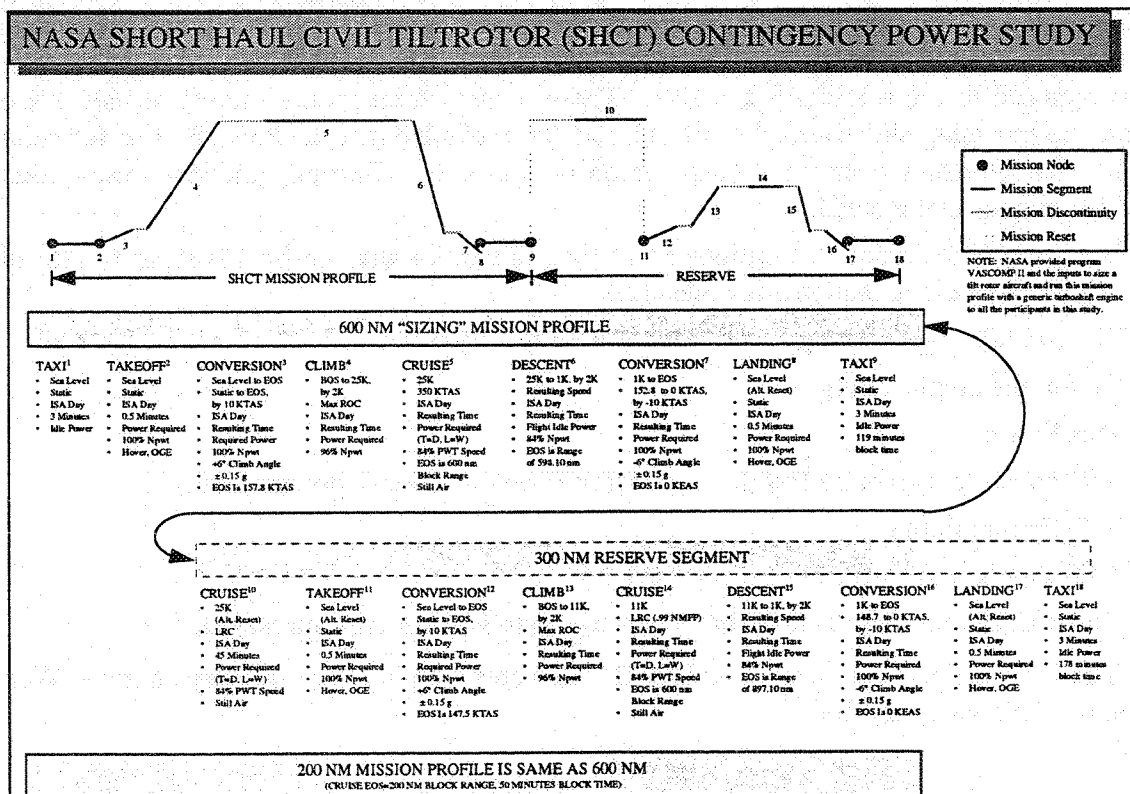 NASA SHORT HAUL CIVIL TILTROTOR (SHCT) CONTINGENCY POWER STUDY
10
5
14
4
6
13
15
3
7
12
16
1
2
8
9
11
17
18
SHCT MISSION PROFILE
RESERVE
Mission Node
Mission Segment
Mission Discontinuity
Mission Reset
NOTE: NASA provided program
VASCOMP II and the inputs to size a
tilt rotor aircraft and run this mission
profile with a generic turboshaft engine
to all the participants in this study.
600 NM "SIZING" MISSION PROFILE
TAXI1
• Sea Level
• Static
• ISA Day
• 3 Minutes
• Idle Power
TAKEOFF2
• Sea Level
• Static
• ISA Day
• 0.5 Minutes
• Power Required
• 100% Npwt
• Hover, OGE
CONVERSION3
• Sea Level to EOS
• Static to EOS,
by 10 KTAS
• ISA Day
• Resulting Time
• Required Power
• 100% Npwt
• +6° Climb Angle
• ±0.15 g
• EOS Is 157.8 KTAS
CLIMB4
• BOS to 25K,
by 2K
• Max ROC
• ISA Day
• Resulting Time
• Power Required
• 96% Npwt
CRUISE5
• 25K
• 350 KTAS
• ISA Day
• Resulting Time
• Power Required
(T=D, L=W)
• 84% PWT Speed
• EOS is 600 nm
Block Range
• Still Air
DESCENT6
• 25K to 1K, by 2K
• Resulting Speed
• ISA Day
• Resulting Time
• Flight Idle Power
• 84% Npwt
• EOS is Range
of 598.10 nm
CONVERSION7
• 1K to EOS
• 152.8 to 0 KTAS,
by -10 KTAS
• ISA Day
• Resulting Time
• Power Required
• 100% Npwt
• -6° Climb Angle
• ±0.15 g
• EOS Is 0 KEAS
LANDING8
• Sea Level
(Alt. Reset)
• Static
• ISA Day
• 0.5 Minutes
• Power Required
• 100% Npwt
• Hover, OGE
TAXI9
• Sea Level
• Static
• ISA Day
• 3 Minutes
• Idle Power
• 119 minutes
block time
300 NM RESERVE SEGMENT
CRUISE10
• 25K
(Alt. Reset)
• LRC
• ISA Day
• 45 Minutes
• Power Required
(T=D, L=W)
• 84% PWT Speed
• Still Air
TAKEOFF11
• Sea Level
(Alt. Reset)
• Static
• ISA Day
• 0.5 Minutes
• Power Required
• 100% Npwt
• Hover, OGE
CONVERSION12
• Sea Level to EOS
• Static to EOS,
by 10 KTAS
• ISA Day
• Resulting Time
• Required Power
• 100% Npwt
• +6° Climb Angle
• ±0.15 g
• EOS Is 147.5 KTAS
CLIMB13
• BOS to 11K,
by 2K
• Max ROC
• ISA Day
• Resulting Time
• Power Required
• 96% Npwt
CRUISE14
• 11K
• LRC (.99 NMPP)
• ISA Day
• Resulting Time
• Power Required
(T=D, L=W)
• 84% PWT Speed
• EOS is 600 nm
Block Range
• Still Air
DESCENT15
• 11K to 1K, by 2K
• Resulting Speed
• ISA Day
• Resulting Time
• Flight Idle Power
• 84% Npwt
• EOS is Range
of 897.10 nm
CONVERSION16
• 1K to EOS
• 148.7 to 0 KTAS,
by -10 KTAS
• ISA Day
• Resulting Time
• Power Required
• 100% Npwt
• -6° Climb Angle
• ±0.15 g
• EOS Is 0 KEAS
LANDING17
• Sea Level
(Alt. Reset)
• Static
• ISA Day
• 0.5 Minutes
• Power Required
• 100% Npwt
• Hover, OGE
TAXI18
• Sea Level
• Static
• ISA Day
• 3 Minutes
• Idle Power
• 178 minutes
block time
200 NM MISSION PROFILE IS SAME AS 600 NM
(CRUISE EOS=200 NM BLOCK RANGE, 50 MINUTES BLOCK TIME)